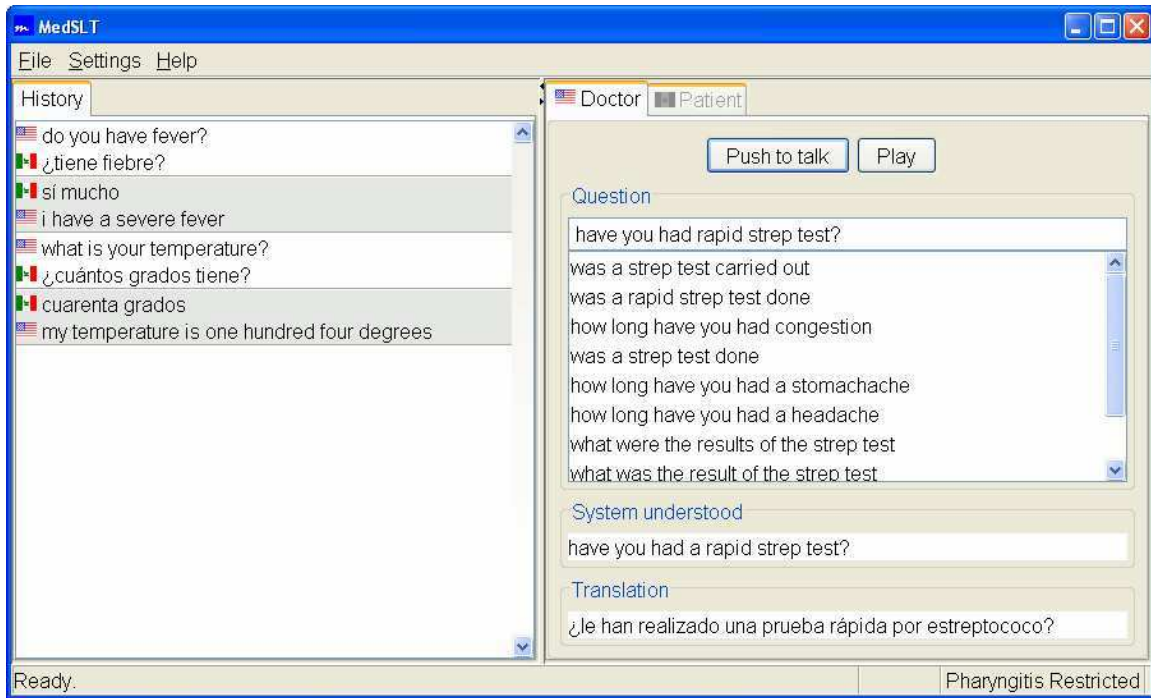 MedSLT
File Settings Help
History
do you have fever?
¿tiene fiebre?
sí mucho
i have a severe fever
what is your temperature?
¿cuántos grados tiene?
cuarenta grados
my temperature is one hundred four degrees
Doctor Patient
Push to talk Play
Question
have you had rapid strep test?
was a strep test carried out
was a rapid strep test done
how long have you had congestion
was a strep test done
how long have you had a stomachache
how long have you had a headache
what were the results of the strep test
what was the result of the strep test
System understood
have you had a rapid strep test?
Translation
¿le han realizado una prueba rápida por estreptococo?
Ready. Pharyngitis Restricted